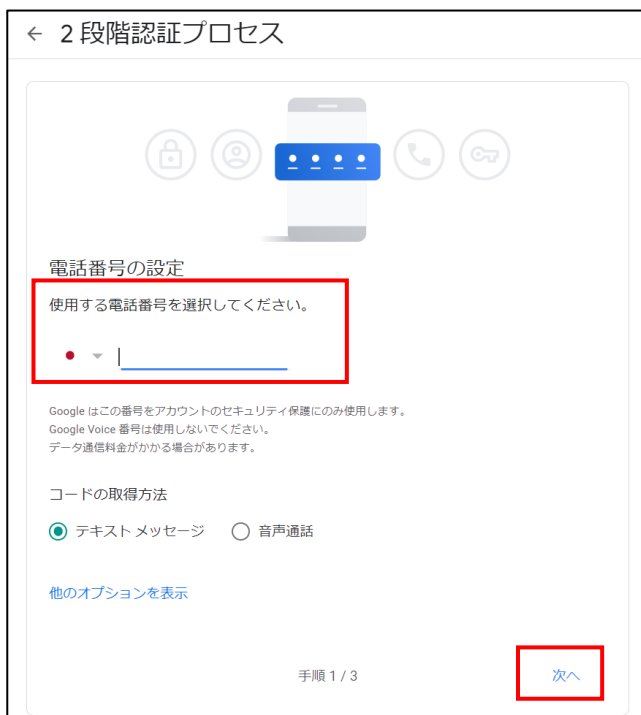 ← 2 段階認証プロセス
電話番号の設定
使用する電話番号を選択してください。
Google はこの番号をアカウントのセキュリティ保護にのみ使用します。
Google Voice 番号は使用しないでください。
データ通信料金がかかる場合があります。
コードの取得方法
テキスト メッセージ 音声通話
他のオプションを表示
手順 1 / 3 次へ